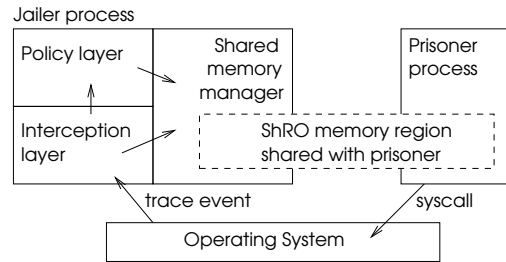 Jailer process
Policy layer
Shared
memory
manager
Prisoner
process
Interception
layer
ShRO memory region
shared with prisoner
trace event
syscall
Operating System